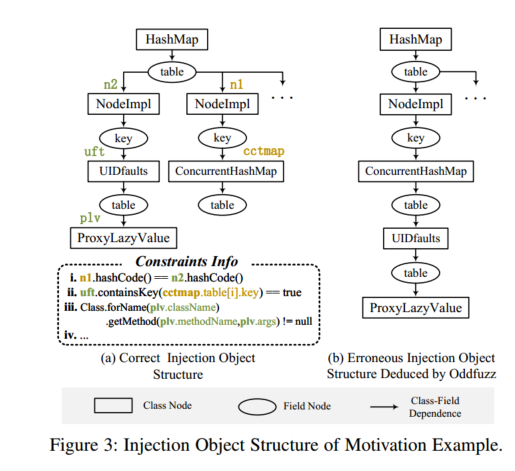 HashMap
table
n2
n1
...
NodeImpl
NodeImpl
key
key
uft
cctmap
UIDfaults
ConcurrentHashMap
table
table
plv
ProxyLazyValue
Constraints Info
i. n1.hashCode() == n2.hashCode()
ii. uft.containsKey(cctmap.table[i].key) == true
iii. Class.forName(plv.className)
.getMethod(plv.methodName,plv.args) != null
iv. ...
(a) Correct Injection Object
Structure
HashMap
table
...
NodeImpl
key
ConcurrentHashMap
table
UIDfaults
table
ProxyLazyValue
(b) Erroneous Injection Object
Structure Deduced by Oddfuzz
Class Node
Field Node
Class-Field
Dependence
Figure 3: Injection Object Structure of Motivation Example.